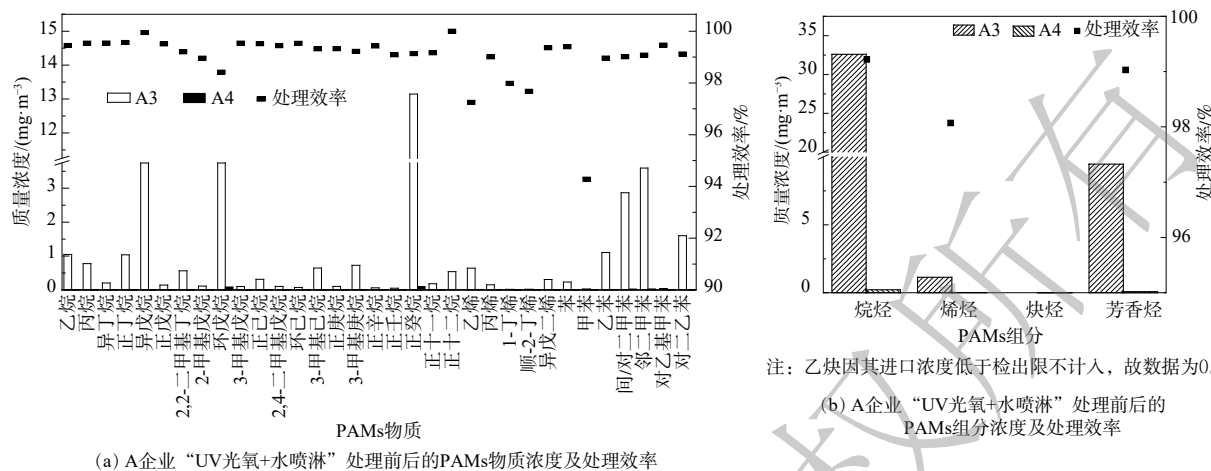 15
14
13
12
3
2
1
0
质量浓度/(mg·m⁻³)
A3
A4
处理效率
100
98
96
94
92
90
处理效率/%
乙烷
丙烷
异丁烷
正丁烷
异戊烷
正戊烷
2,2-二甲基丁烷
2-甲基戊烷
环戊烷
3-甲基戊烷
正己烷
2,4-二甲基戊烷
环己烷
3-甲基己烷
正庚烷
3-甲基庚烷
正辛烷
正壬烷
正癸烷
正十一烷
正十二烷
乙烯
丙烯
1-丁烯
顺-2-丁烯
异戊二烯
苯
甲苯
乙苯
间/对二甲苯
邻二甲苯
对乙基甲苯
对二乙苯
PAMs物质
(a) A企业“UV光氧+水喷淋”处理前后的PAMs物质浓度及处理效率
35
30
25
20
5
0
质量浓度/(mg·m⁻³)
A3
A4
处理效率
100
98
96
处理效率/%
烷烃
烯烃
炔烃
芳香烃
PAMs组分
注：乙炔因其进口浓度低于检出限不计入，故数据为0.
(b) A企业“UV光氧+水喷淋”处理前后的
PAMs组分浓度及处理效率
权所有